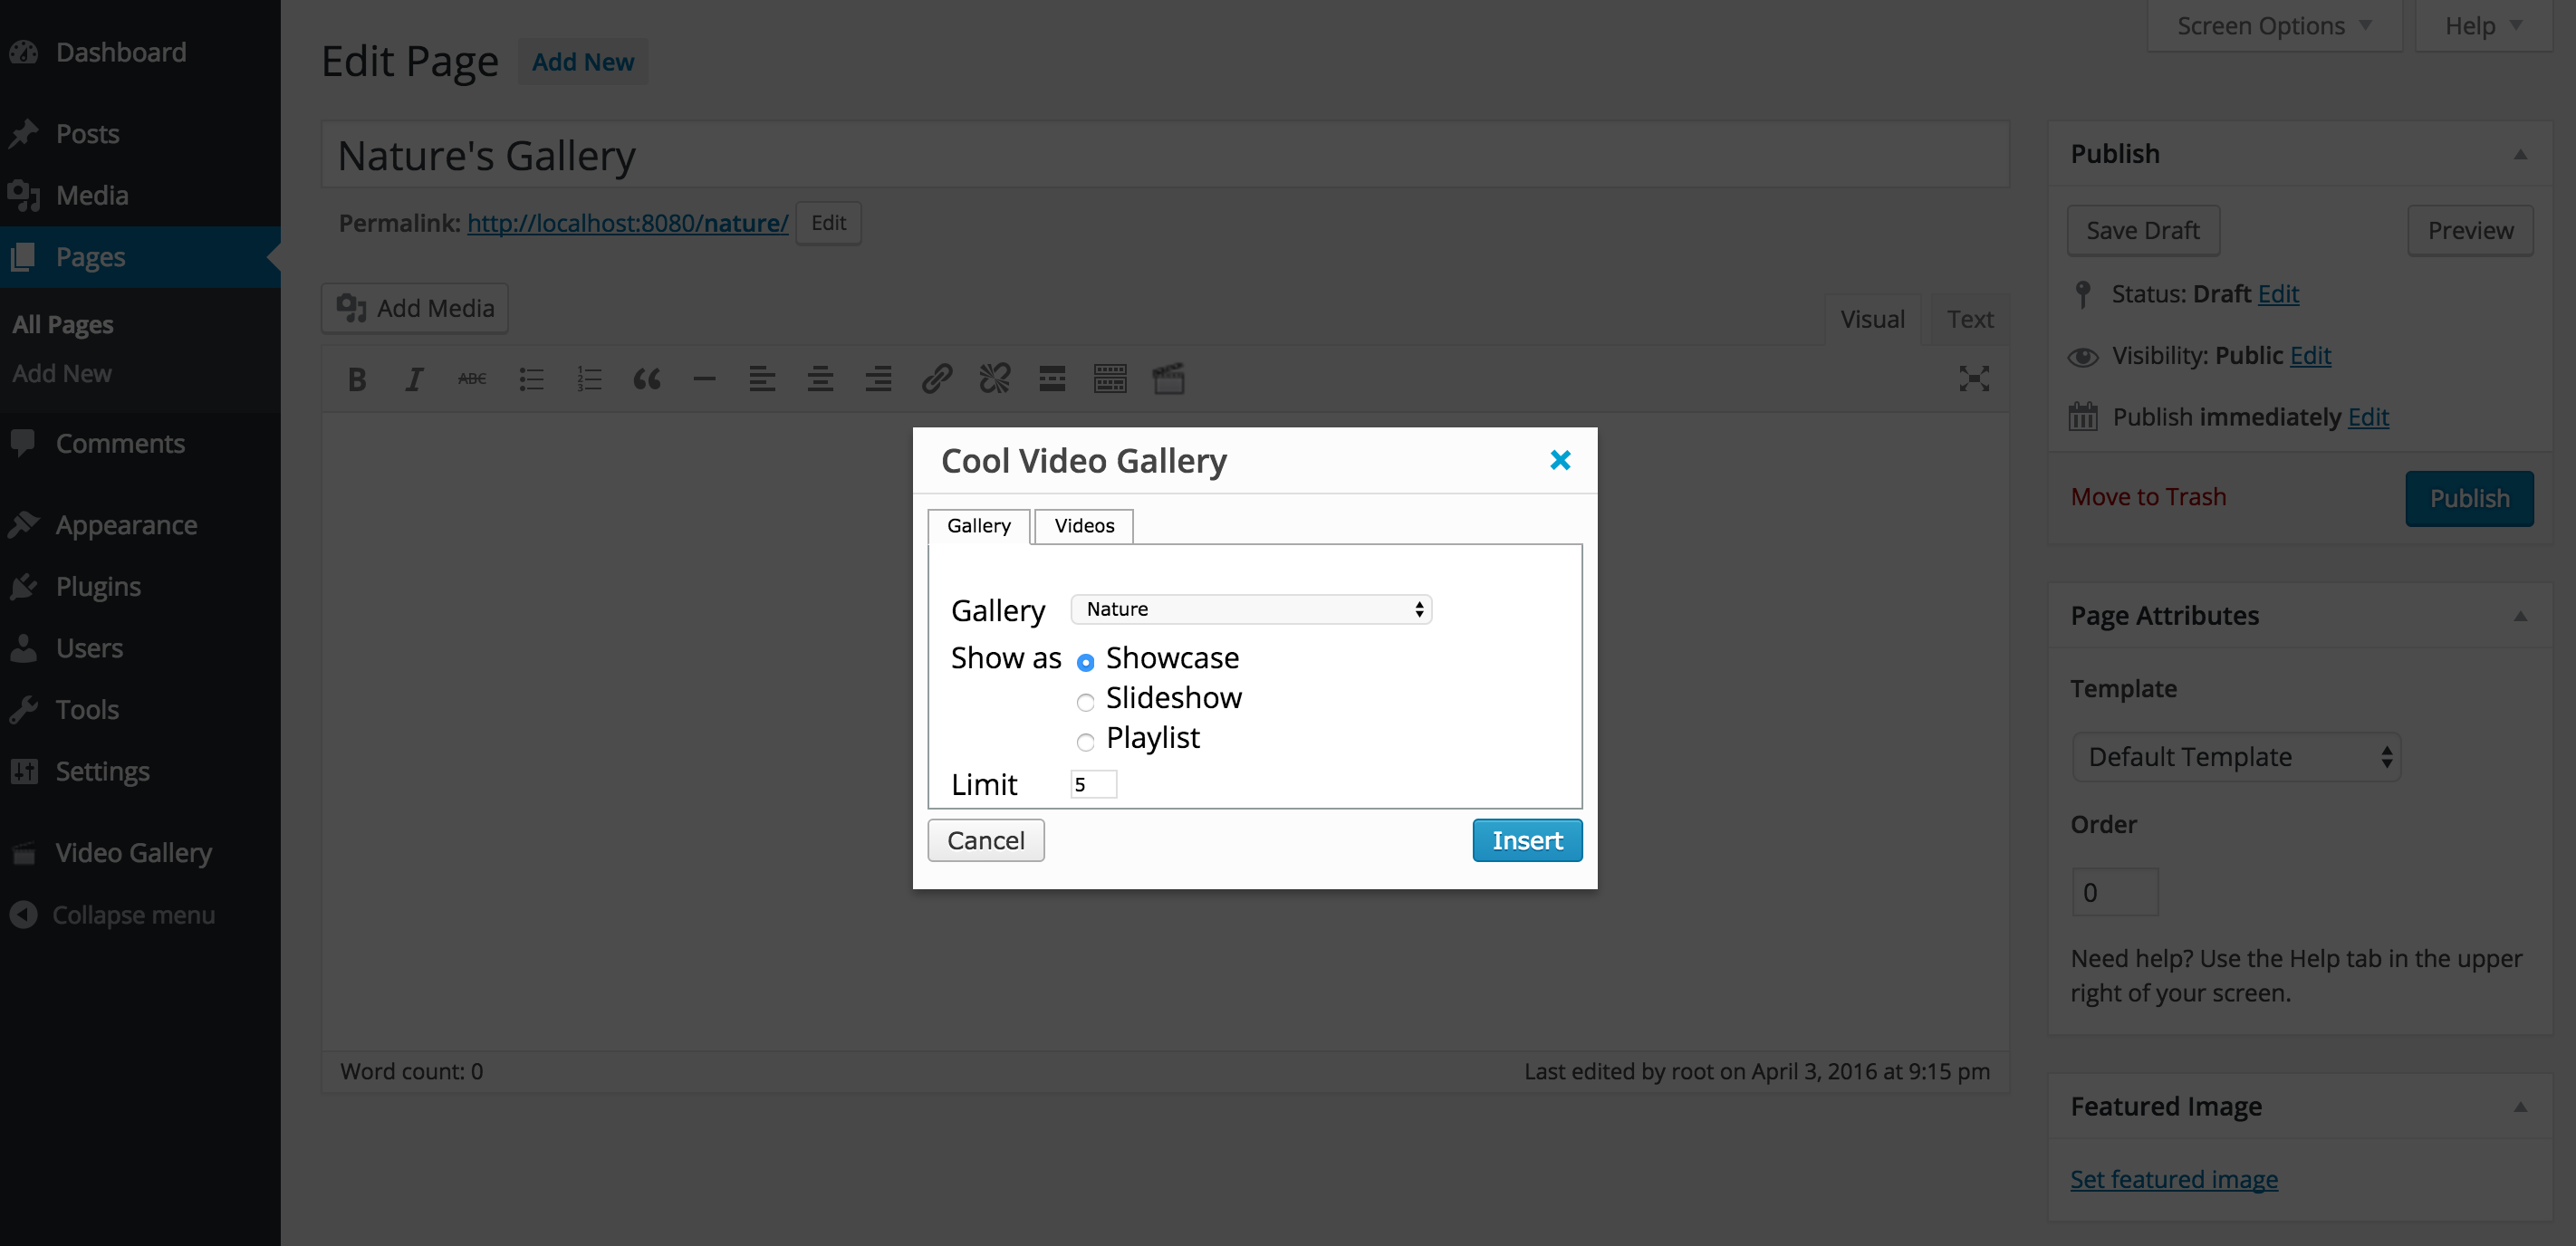 Dashboard
Posts
Media
Pages
All Pages
Add New
Comments
Appearance
Plugins
Users
Tools
Settings
Video Gallery
Collapse menu
Screen Options
Help
Edit Page Add New
Nature's Gallery
Permalink: http://localhost:8080/nature/ Edit
Add Media
Visual Text
B I ABC
Cool Video Gallery
Gallery Videos
Gallery Nature
Show as Showcase
Slideshow
Playlist
Limit 5
Cancel Insert
Word count: 0
Last edited by root on April 3, 2016 at 9:15 pm
Publish
Save Draft Preview
Status: Draft Edit
Visibility: Public Edit
Publish immediately Edit
Move to Trash Publish
Page Attributes
Template
Default Template
Order
0
Need help? Use the Help tab in the upper
right of your screen.
Featured Image
Set featured image